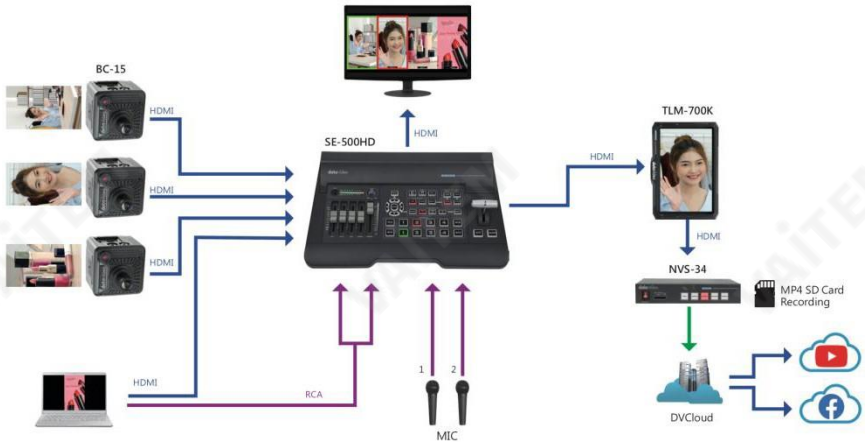 BC-15
HDMI
HDMI
HDMI
HDMI
SE-500HD
HDMI
HDMI
TLM-700K
HDMI
NVS-34
MP4 SD Card
Recording
DVCloud
RCA
1
2
MIC
VAITEM